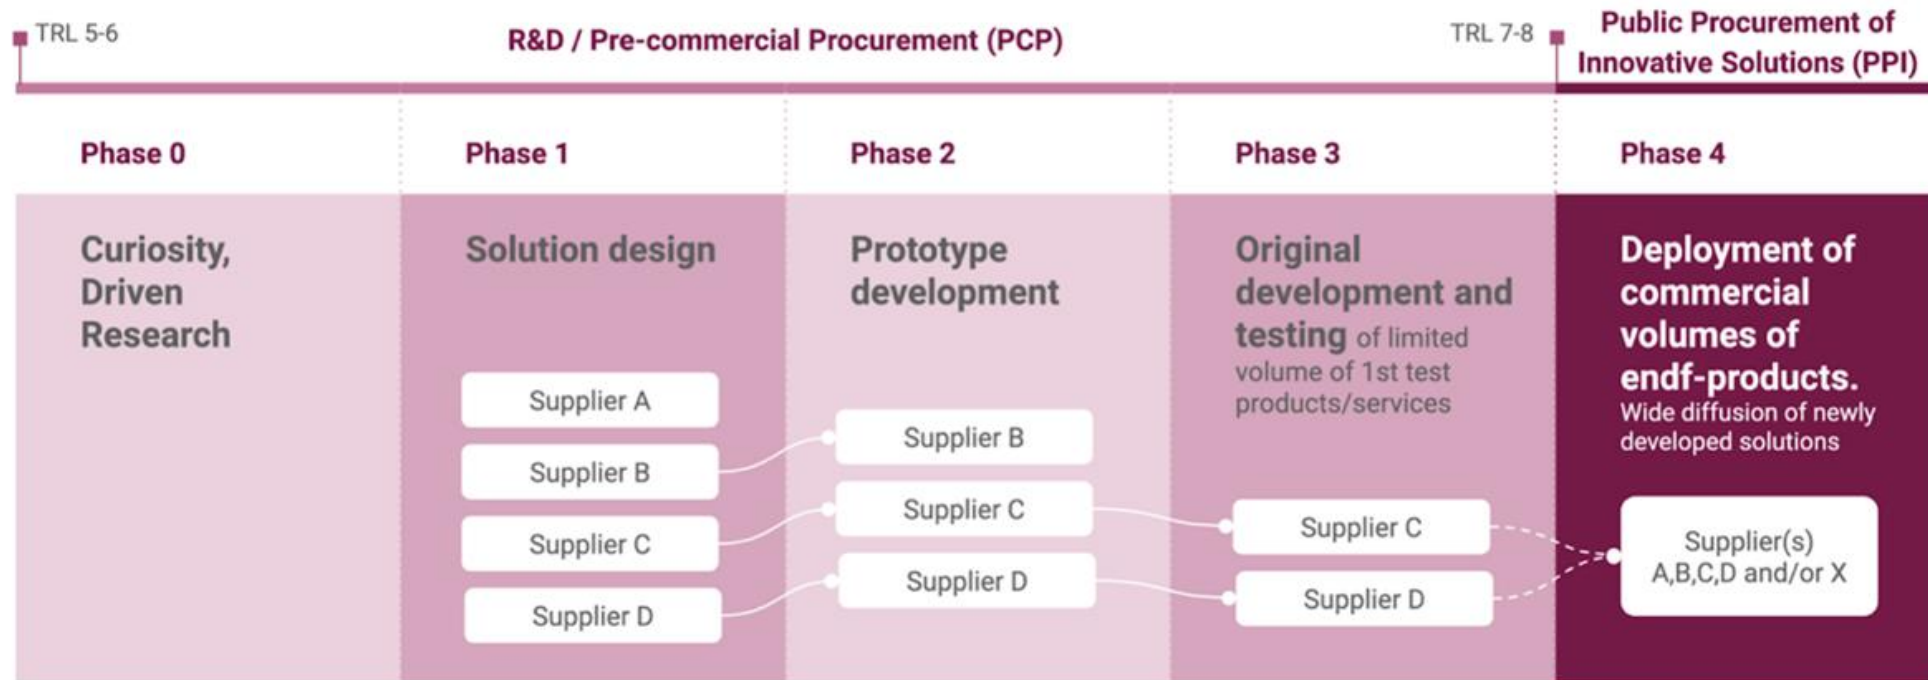 TRL 5-6
R&D / Pre-commercial Procurement (PCP)
TRL 7-8
Public Procurement of
Innovative Solutions (PPI)
Phase 0
Phase 1
Phase 2
Phase 3
Phase 4
Curiosity,
Driven
Research
Solution design
Supplier A
Supplier B
Supplier C
Supplier D
Prototype
development
Supplier B
Supplier C
Supplier D
Original
development and
testing of limited
volume of 1st test
products/services
Supplier C
Supplier D
Deployment of
commercial
volumes of
endf-products.
Wide diffusion of newly
developed solutions
Supplier(s)
A,B,C,D and/or X